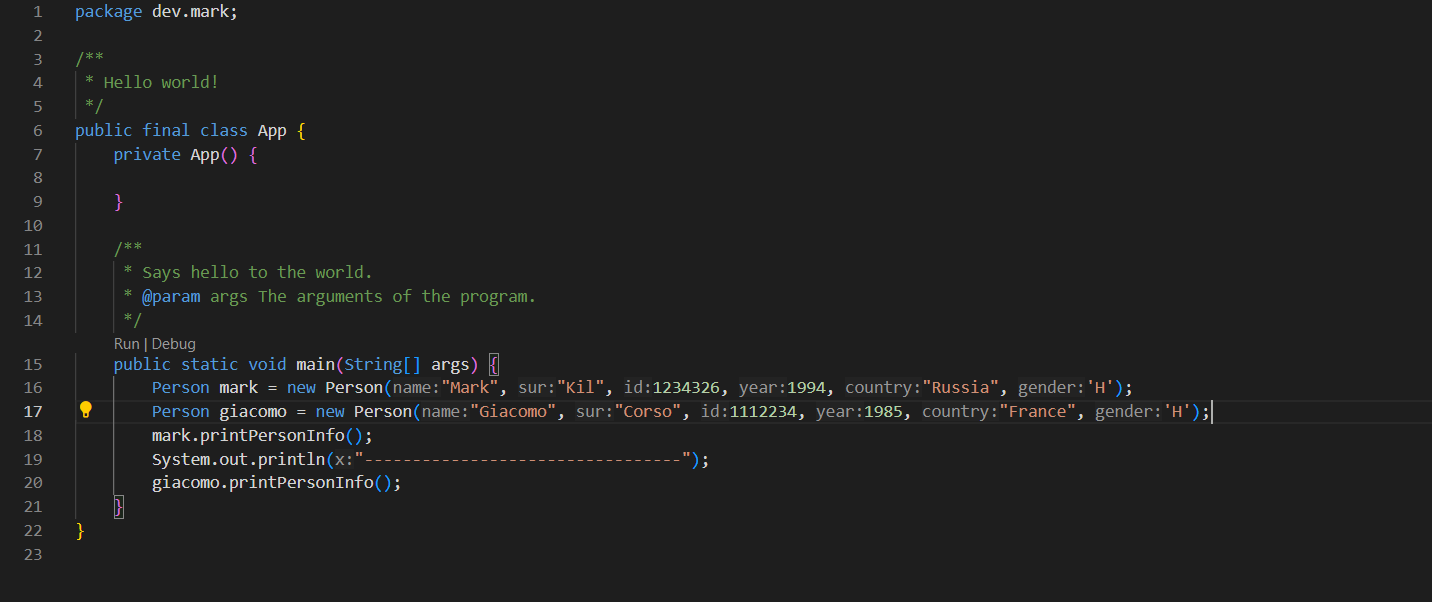 1 package dev.mark;
2
3 /**
4  * Hello world!
5  */
6 public final class App {
7     private App() {
8
9     }
10
11     /**
12      * Says hello to the world.
13      * @param args The arguments of the program.
14      */
Run | Debug
15     public static void main(String[] args) {
16         Person mark = new Person(name:"Mark", sur:"Kil", id:1234326, year:1994, country:"Russia", gender:'H');
17         Person giacomo = new Person(name:"Giacomo", sur:"Corso", id:1112234, year:1985, country:"France", gender:'H');
18         mark.printPersonInfo();
19         System.out.println(x:"---------------------------------");
20         giacomo.printPersonInfo();
21     }
22 }
23